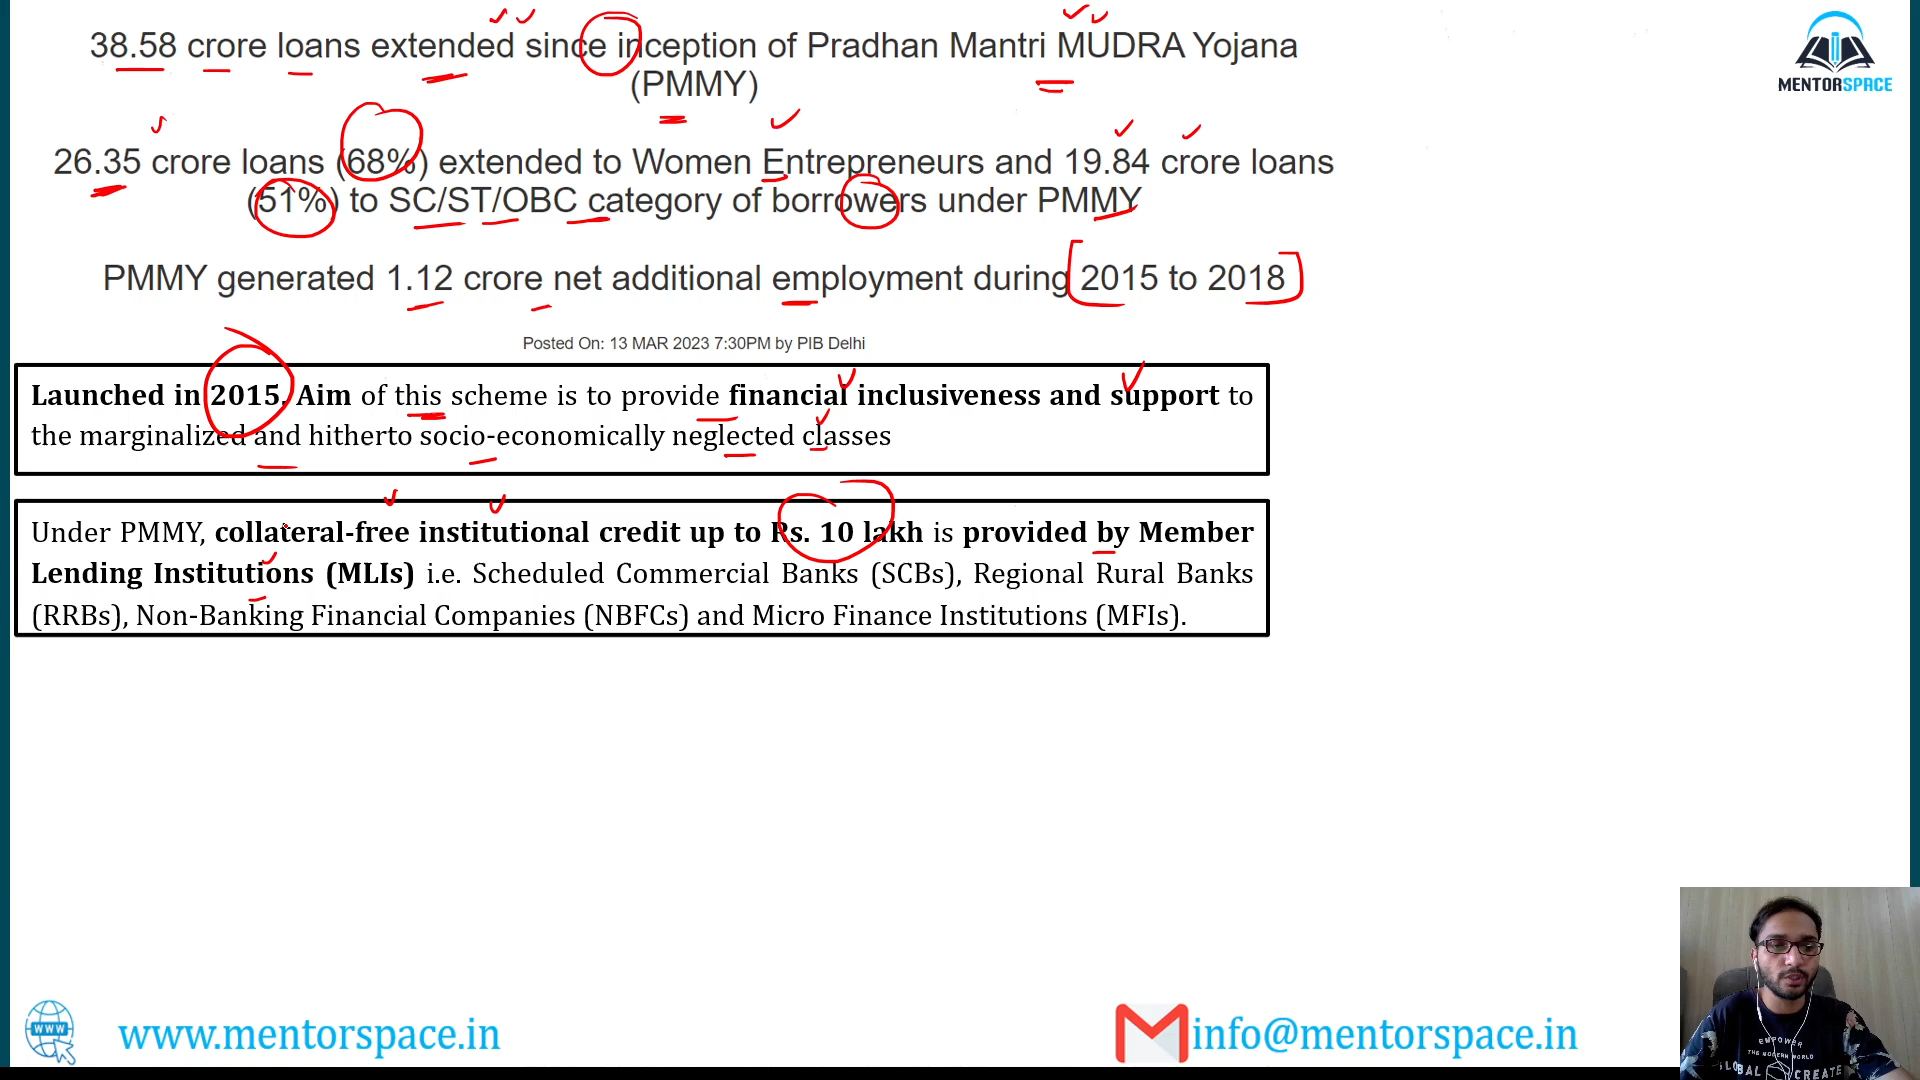 38.58 crore loans extended since inception of Pradhan Mantri MUDRA Yojana
(PMMY)
MENTORSPACE
26.35 crore loans (68%) extended to Women Entrepreneurs and 19.84 crore loans
(51%) to SC/ST/OBC category of borrowers under PMMY
PMMY generated 1.12 crore net additional employment during 2015 to 2018
Posted On: 13 MAR 2023 7:30PM by PIB Delhi
Launched in 2015. Aim of this scheme is to provide financial inclusiveness and support to
the marginalized and hitherto socio-economically neglected classes
Under PMMY, collateral-free institutional credit up to Rs. 10 lakh is provided by Member
Lending Institutions (MLIs) i.e. Scheduled Commercial Banks (SCBs), Regional Rural Banks
(RRBs), Non-Banking Financial Companies (NBFCs) and Micro Finance Institutions (MFIs).
WWW
www.mentorspace.in
info@mentorspace.in
EMPOWER
THE MODERN WORLD
CREATE